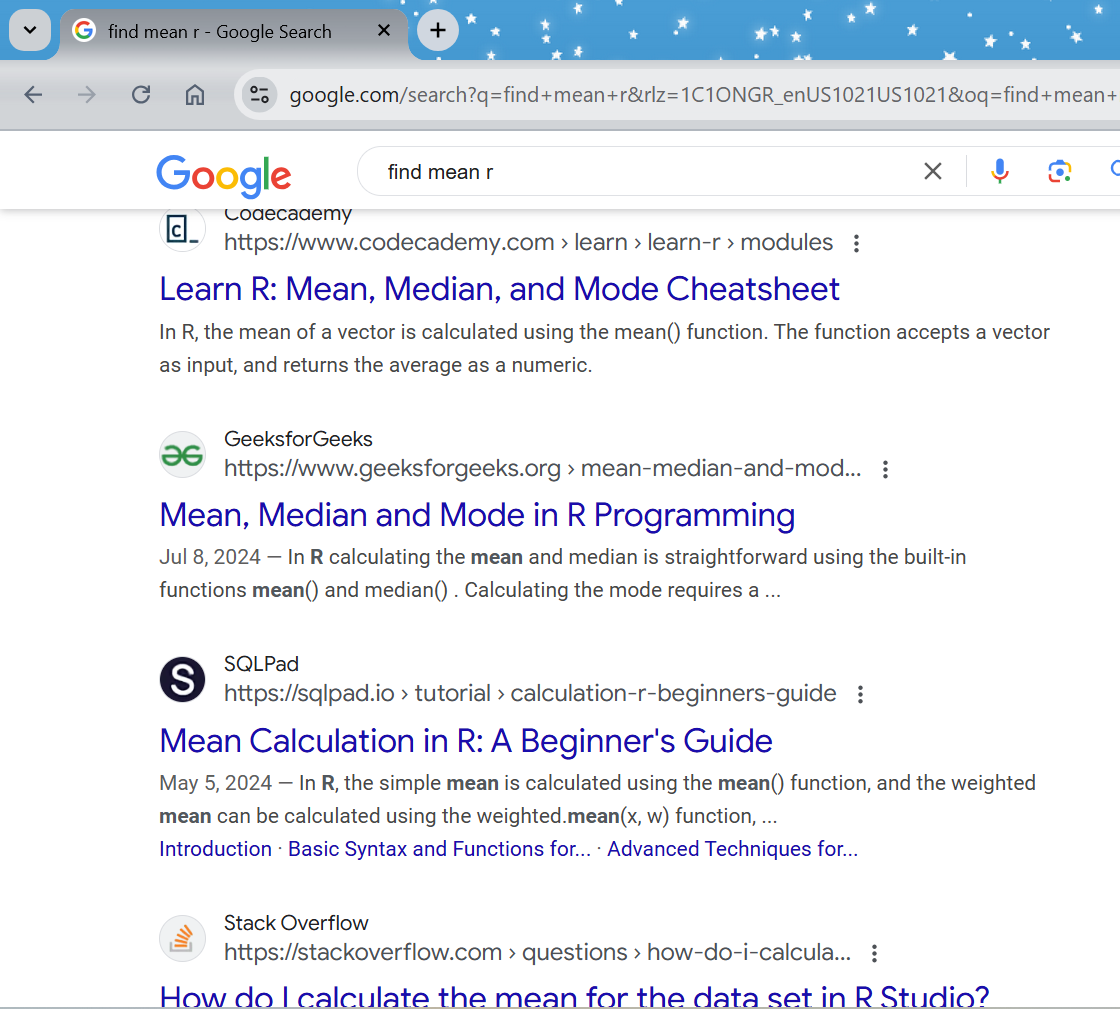 find mean r - Google Search
google.com/search?q=find+mean+r&rlz=1C1ONGR_enUS1021US1021&oq=find+mean+
Google
find mean r
Codecademy
https://www.codecademy.com › learn › learn-r › modules
Learn R: Mean, Median, and Mode Cheatsheet
In R, the mean of a vector is calculated using the mean() function. The function accepts a vector
as input, and returns the average as a numeric.
GeeksforGeeks
https://www.geeksforgeeks.org › mean-median-and-mod...
Mean, Median and Mode in R Programming
Jul 8, 2024 — In R calculating the mean and median is straightforward using the built-in
functions mean() and median() . Calculating the mode requires a ...
SQLPad
https://sqlpad.io › tutorial › calculation-r-beginners-guide
Mean Calculation in R: A Beginner's Guide
May 5, 2024 — In R, the simple mean is calculated using the mean() function, and the weighted
mean can be calculated using the weighted.mean(x, w) function, ...
Introduction · Basic Syntax and Functions for... · Advanced Techniques for...
Stack Overflow
https://stackoverflow.com › questions › how-do-i-calcula...
How do I calculate the mean for the data set in R Studio?